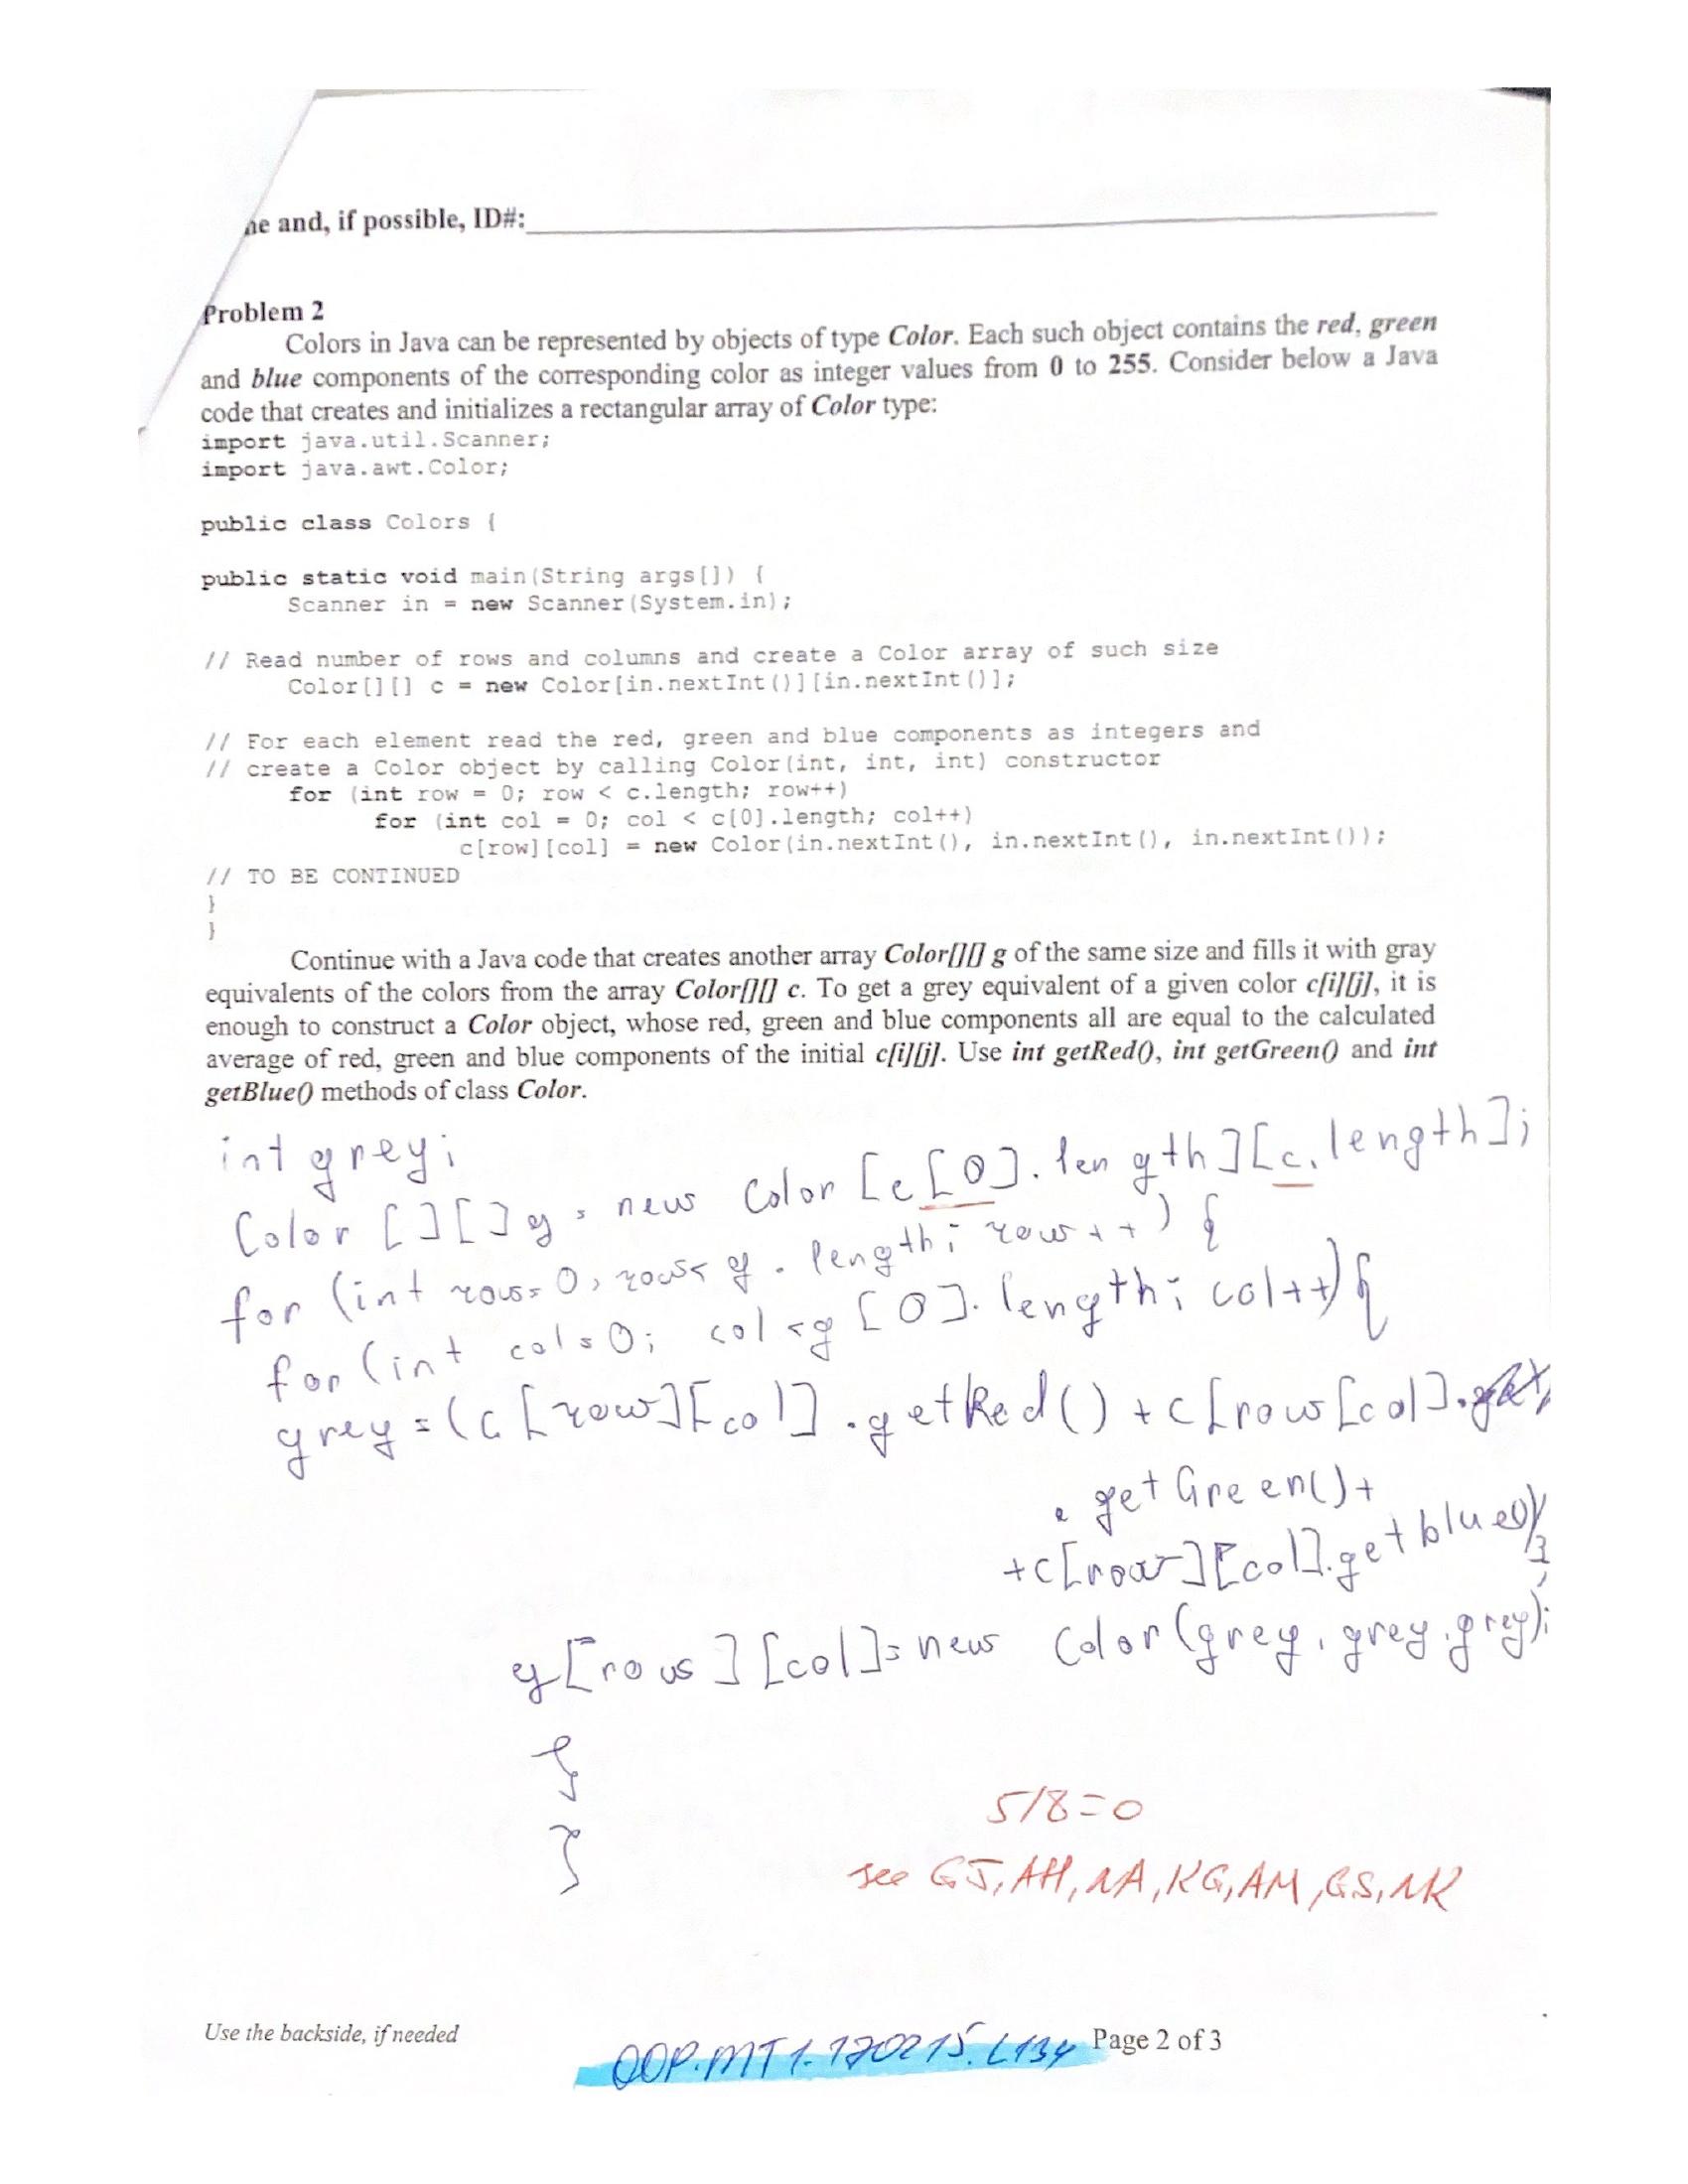 ne and, if possible, ID#:
Problem 2
Colors in Java can be represented by objects of type Color. Each such object contains the red, green
and blue components of the corresponding color as integer values from 0 to 255. Consider below a Java
code that creates and initializes a rectangular array of Color type:
import java.util.Scanner;
import java.awt.Color;
public class Colors {
public static void main(String args[]) {
Scanner in = new Scanner(System.in);
// Read number of rows and columns and create a Color array of such size
Color[][] c = new Color[in.nextInt()][in.nextInt()];
// For each element read the red, green and blue components as integers and
// create a Color object by calling Color(int, int, int) constructor
for (int row = 0; row < c.length; row++)
for (int col = 0; col < c[0].length; col++)
c[row][col] = new Color(in.nextInt(), in.nextInt(), in.nextInt());
// TO BE CONTINUED
}
}
Continue with a Java code that creates another array Color[][] g of the same size and fills it with gray
equivalents of the colors from the array Color[][] c. To get a grey equivalent of a given color c[i][j], it is
enough to construct a Color object, whose red, green and blue components all are equal to the calculated
average of red, green and blue components of the initial c[i][j]. Use int getRed(), int getGreen() and int
getBlue() methods of class Color.
int grey;
Color [][] g = new Color [c[0].length][c.length];
for (int row = 0, row < g.length; row++) {
for (int col = 0; col < g[0].length; col++) {
grey = (c[row][col].getRed() + c[row[col].
.getGreen()+
+c[row][col].getblue())/3;
g[row][col] = new Color(grey, grey, grey);
}
}
5/8=0
see GJ, AH, NA, KG, AM, GS, NK
Use the backside, if needed
OOP.MT1.170215.L134
Page 2 of 3